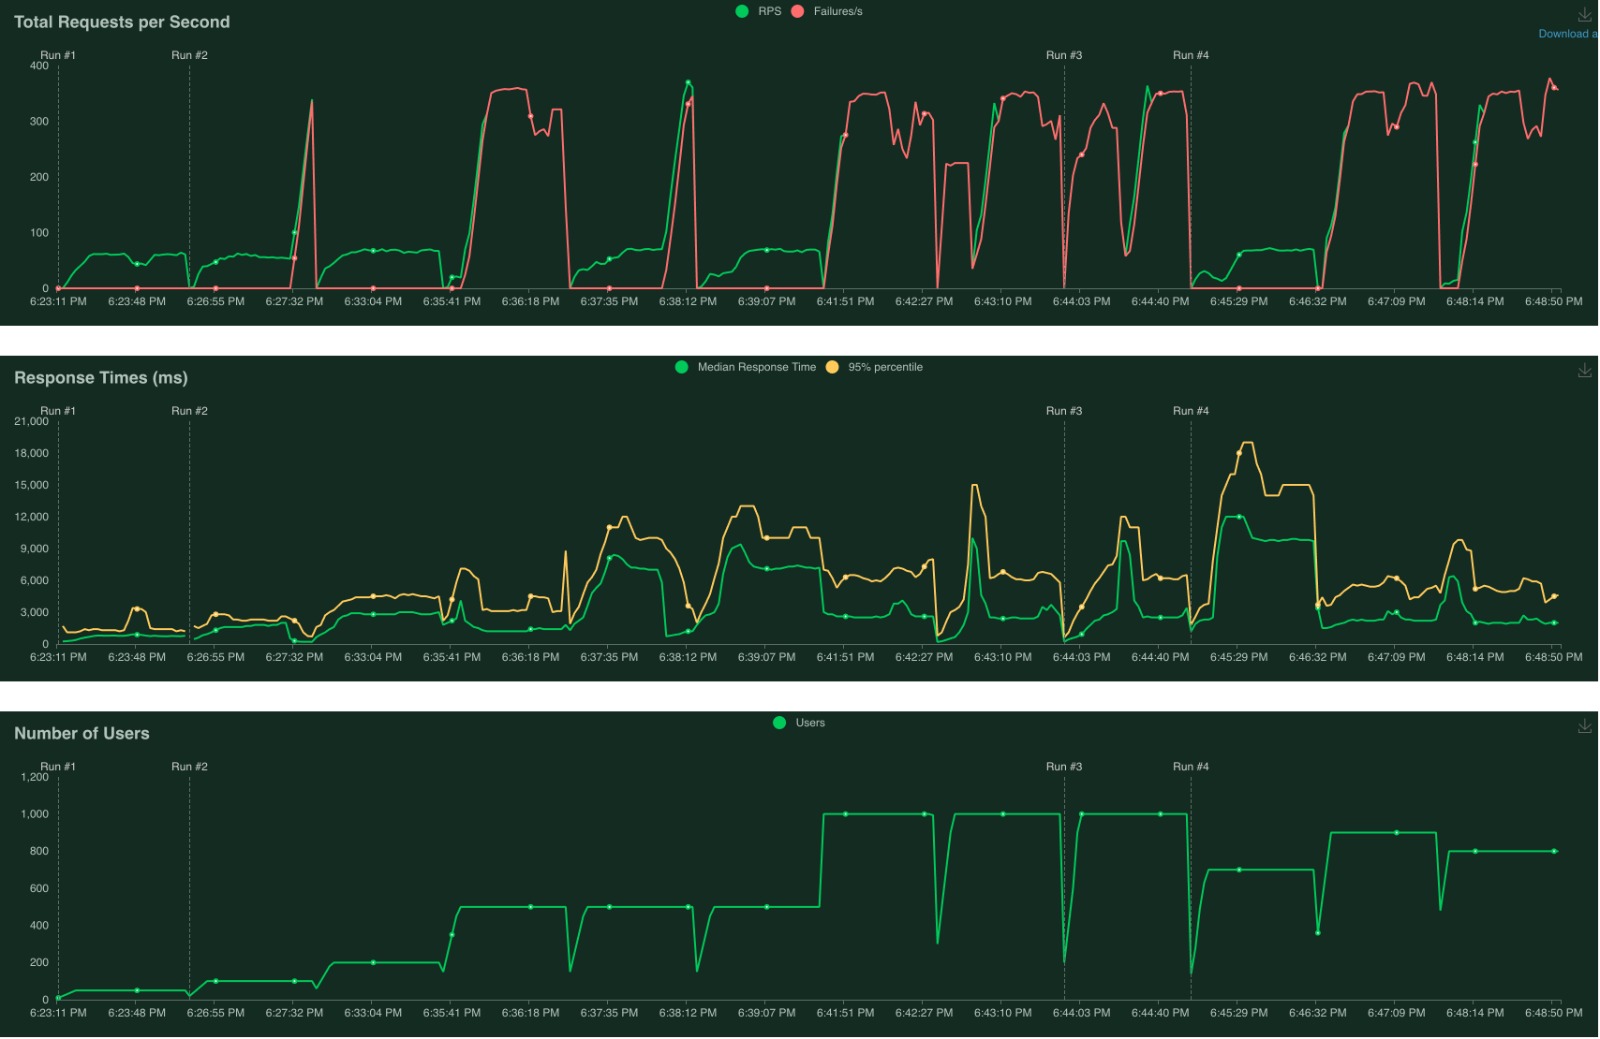 Total Requests per Second
RPS Failures/s
Download a
Run #1 Run #2 Run #3 Run #4
400
300
200
100
0
6:23:11 PM 6:23:48 PM 6:26:55 PM 6:27:32 PM 6:33:04 PM 6:35:41 PM 6:36:18 PM 6:37:35 PM 6:38:12 PM 6:39:07 PM 6:41:51 PM 6:42:27 PM 6:43:10 PM 6:44:03 PM 6:44:40 PM 6:45:29 PM 6:46:32 PM 6:47:09 PM 6:48:14 PM 6:48:50 PM
Response Times (ms)
Median Response Time 95% percentile
Run #1 Run #2 Run #3 Run #4
21,000
18,000
15,000
12,000
9,000
6,000
3,000
0
6:23:11 PM 6:23:48 PM 6:26:55 PM 6:27:32 PM 6:33:04 PM 6:35:41 PM 6:36:18 PM 6:37:35 PM 6:38:12 PM 6:39:07 PM 6:41:51 PM 6:42:27 PM 6:43:10 PM 6:44:03 PM 6:44:40 PM 6:45:29 PM 6:46:32 PM 6:47:09 PM 6:48:14 PM 6:48:50 PM
Number of Users
Users
Run #1 Run #2 Run #3 Run #4
1,200
1,000
800
600
400
200
0
6:23:11 PM 6:23:48 PM 6:26:55 PM 6:27:32 PM 6:33:04 PM 6:35:41 PM 6:36:18 PM 6:37:35 PM 6:38:12 PM 6:39:07 PM 6:41:51 PM 6:42:27 PM 6:43:10 PM 6:44:03 PM 6:44:40 PM 6:45:29 PM 6:46:32 PM 6:47:09 PM 6:48:14 PM 6:48:50 PM